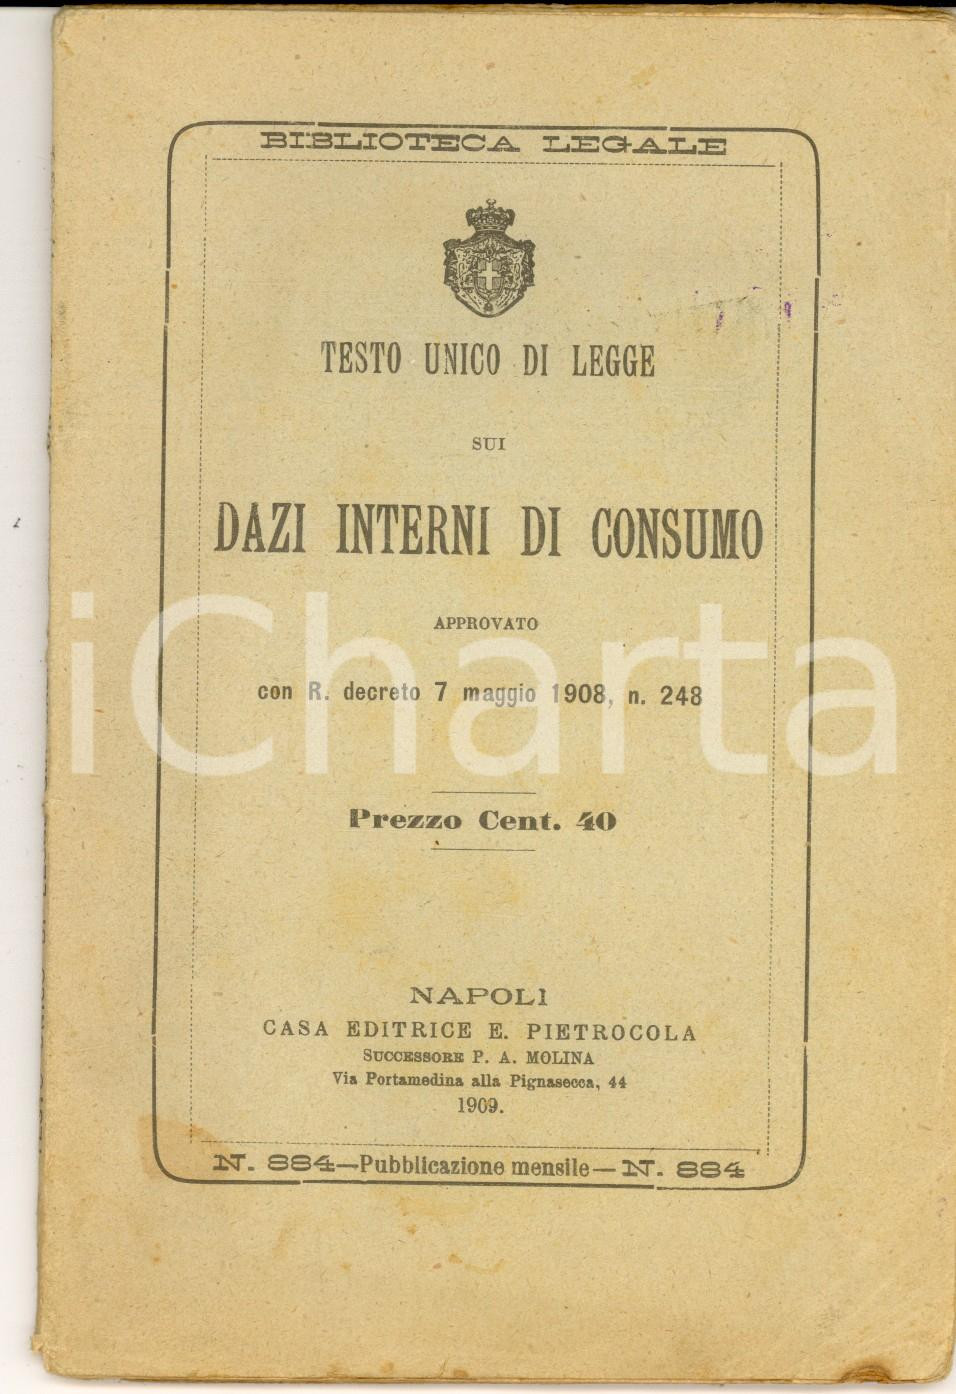 BIBLIOTECA LEGALE
TESTO UNICO DI LEGGE
SUI
DAZI INTERNI DI CONSUMO
APPROVATO
con R. decreto 7 maggio 1908, n. 248
iCharta
Prezzo Cent. 40
NAPOLI
CASA EDITRICE E. PIETROCOLA
SUCCESSORE P. A. MOLINA
Via Portamedina alla Pignasecca, 44
1909.
N. 884—Pubblicazione mensile—N. 884